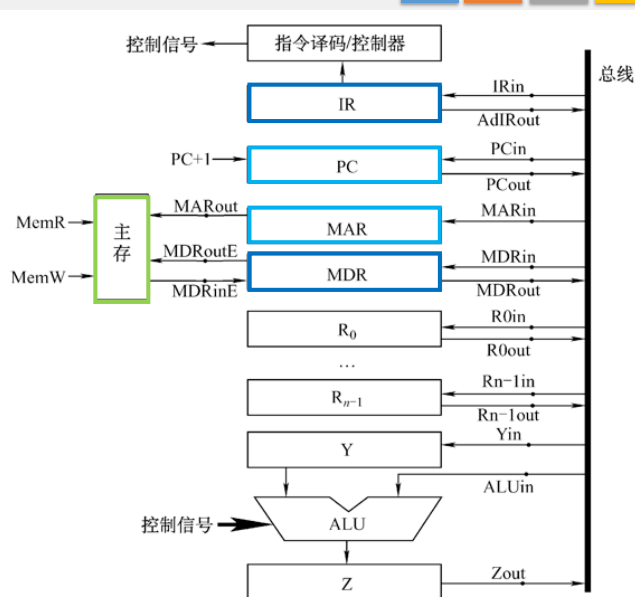 控制信号
指令译码/控制器
总线
IRin
IR
AdIRout
PC+1
PC
PCin
PCout
MemR
MemW
主存
MARout
MAR
MARin
MDRoutE
MDRinE
MDR
MDRin
MDRout
R₀
R0in
R0out
…
Rₙ₋₁
Rn-1in
Rn-1out
Y
Yin
ALUin
控制信号
ALU
Z
Zout